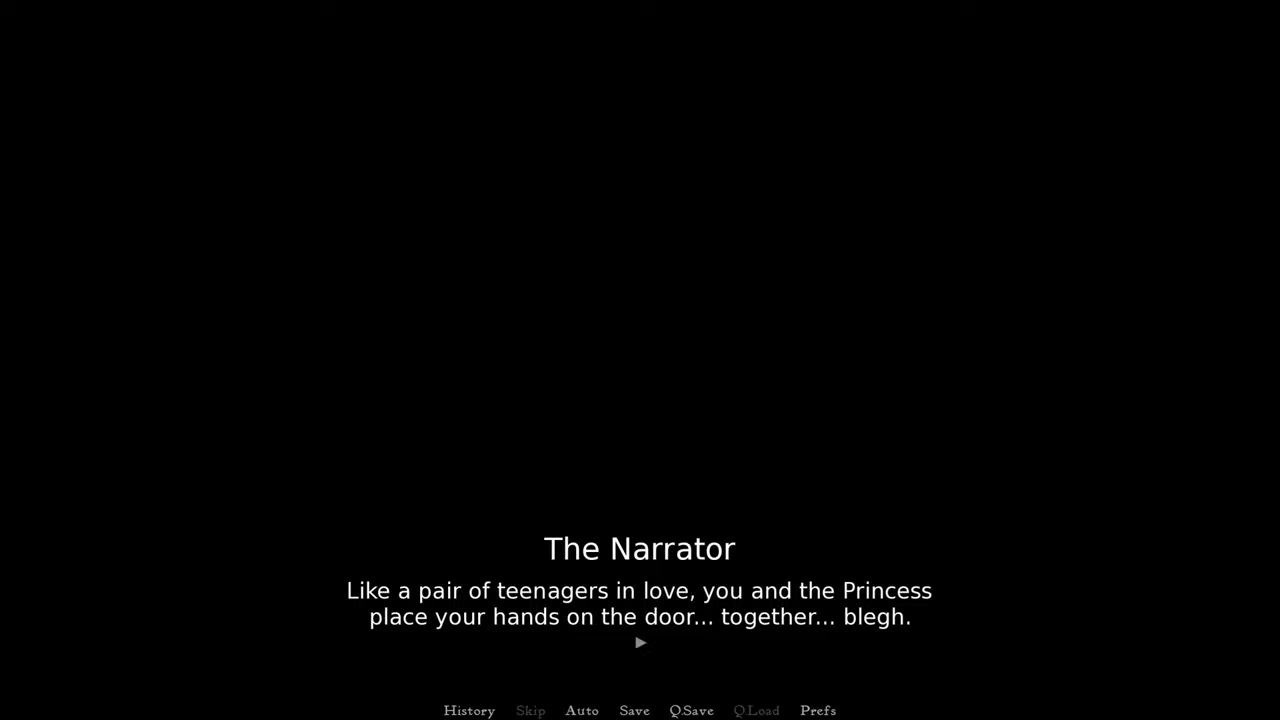 The Narrator
Like a pair of teenagers in love, you and the Princess
place your hands on the door... together... blegh.
History Skip Auto Save Q.Save Q.Load Prefs